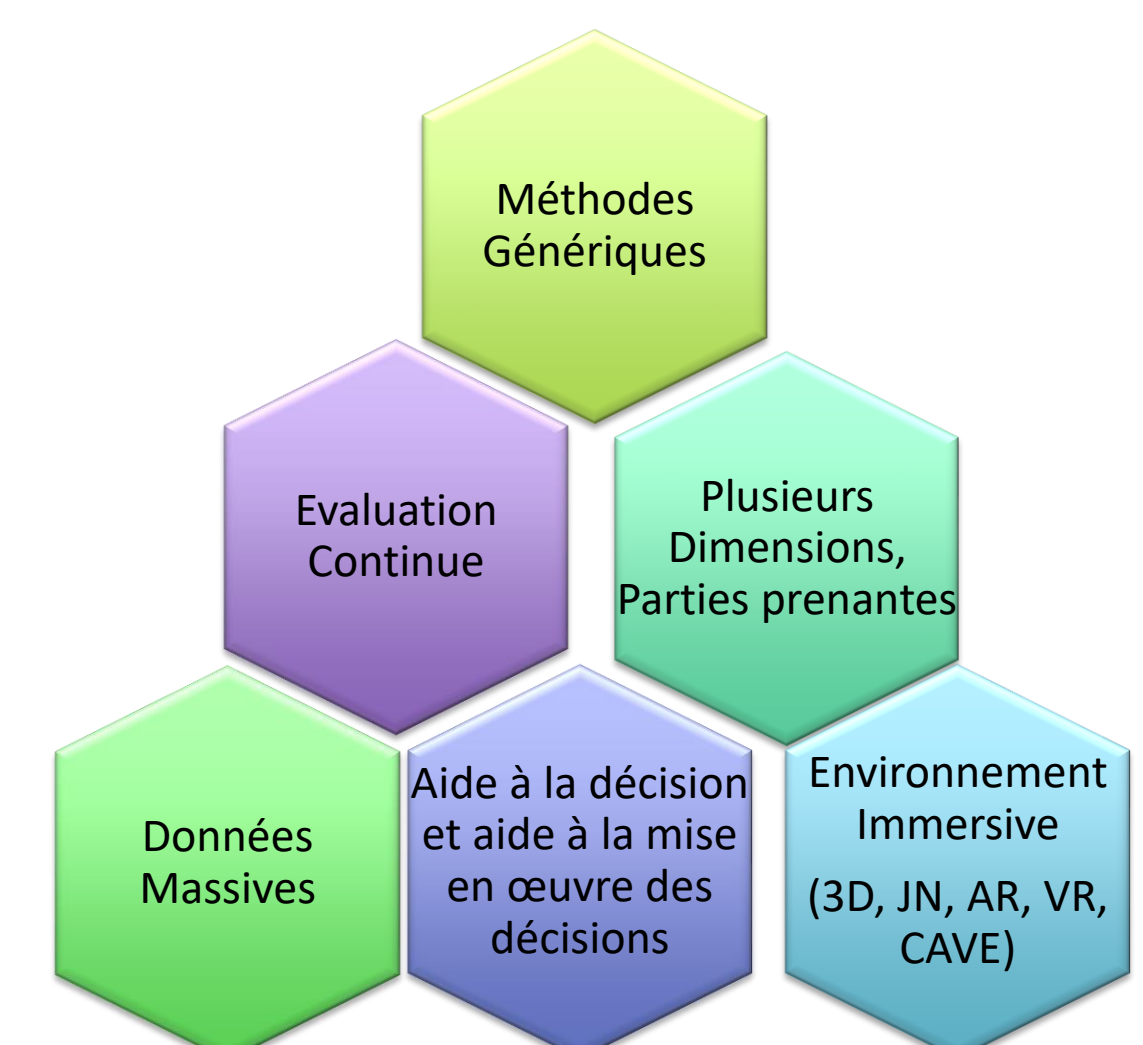 Méthodes
Génériques
Evaluation
Continue
Plusieurs
Dimensions,
Parties prenantes
Données
Massives
Aide à la décision
et aide à la mise
en œuvre des
décisions
Environnement
Immersive
(3D, JN, AR, VR,
CAVE)